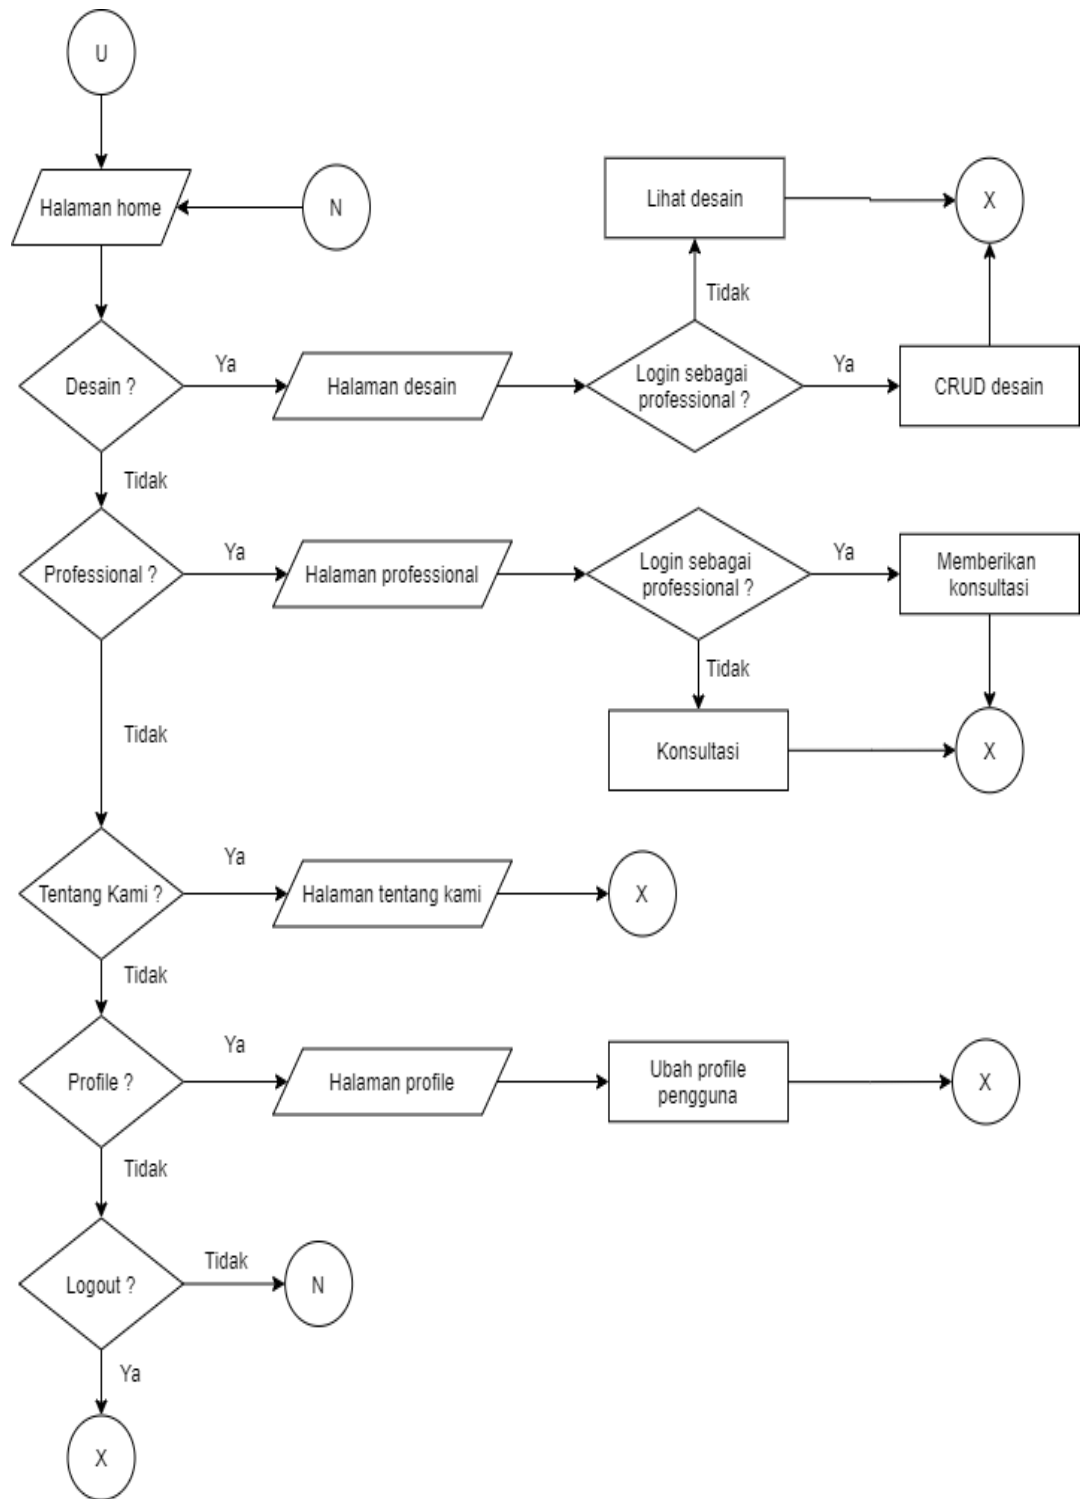 U
Halaman home
N
Lihat desain
X
Tidak
Desain ?
Ya
Halaman desain
Login sebagai
professional ?
Ya
CRUD desain
Tidak
Professional ?
Ya
Halaman professional
Login sebagai
professional ?
Ya
Memberikan
konsultasi
Tidak
Tidak
Konsultasi
X
Tentang Kami ?
Ya
Halaman tentang kami
X
Tidak
Profile ?
Ya
Halaman profile
Ubah profile
pengguna
X
Tidak
Logout ?
Tidak
N
Ya
X